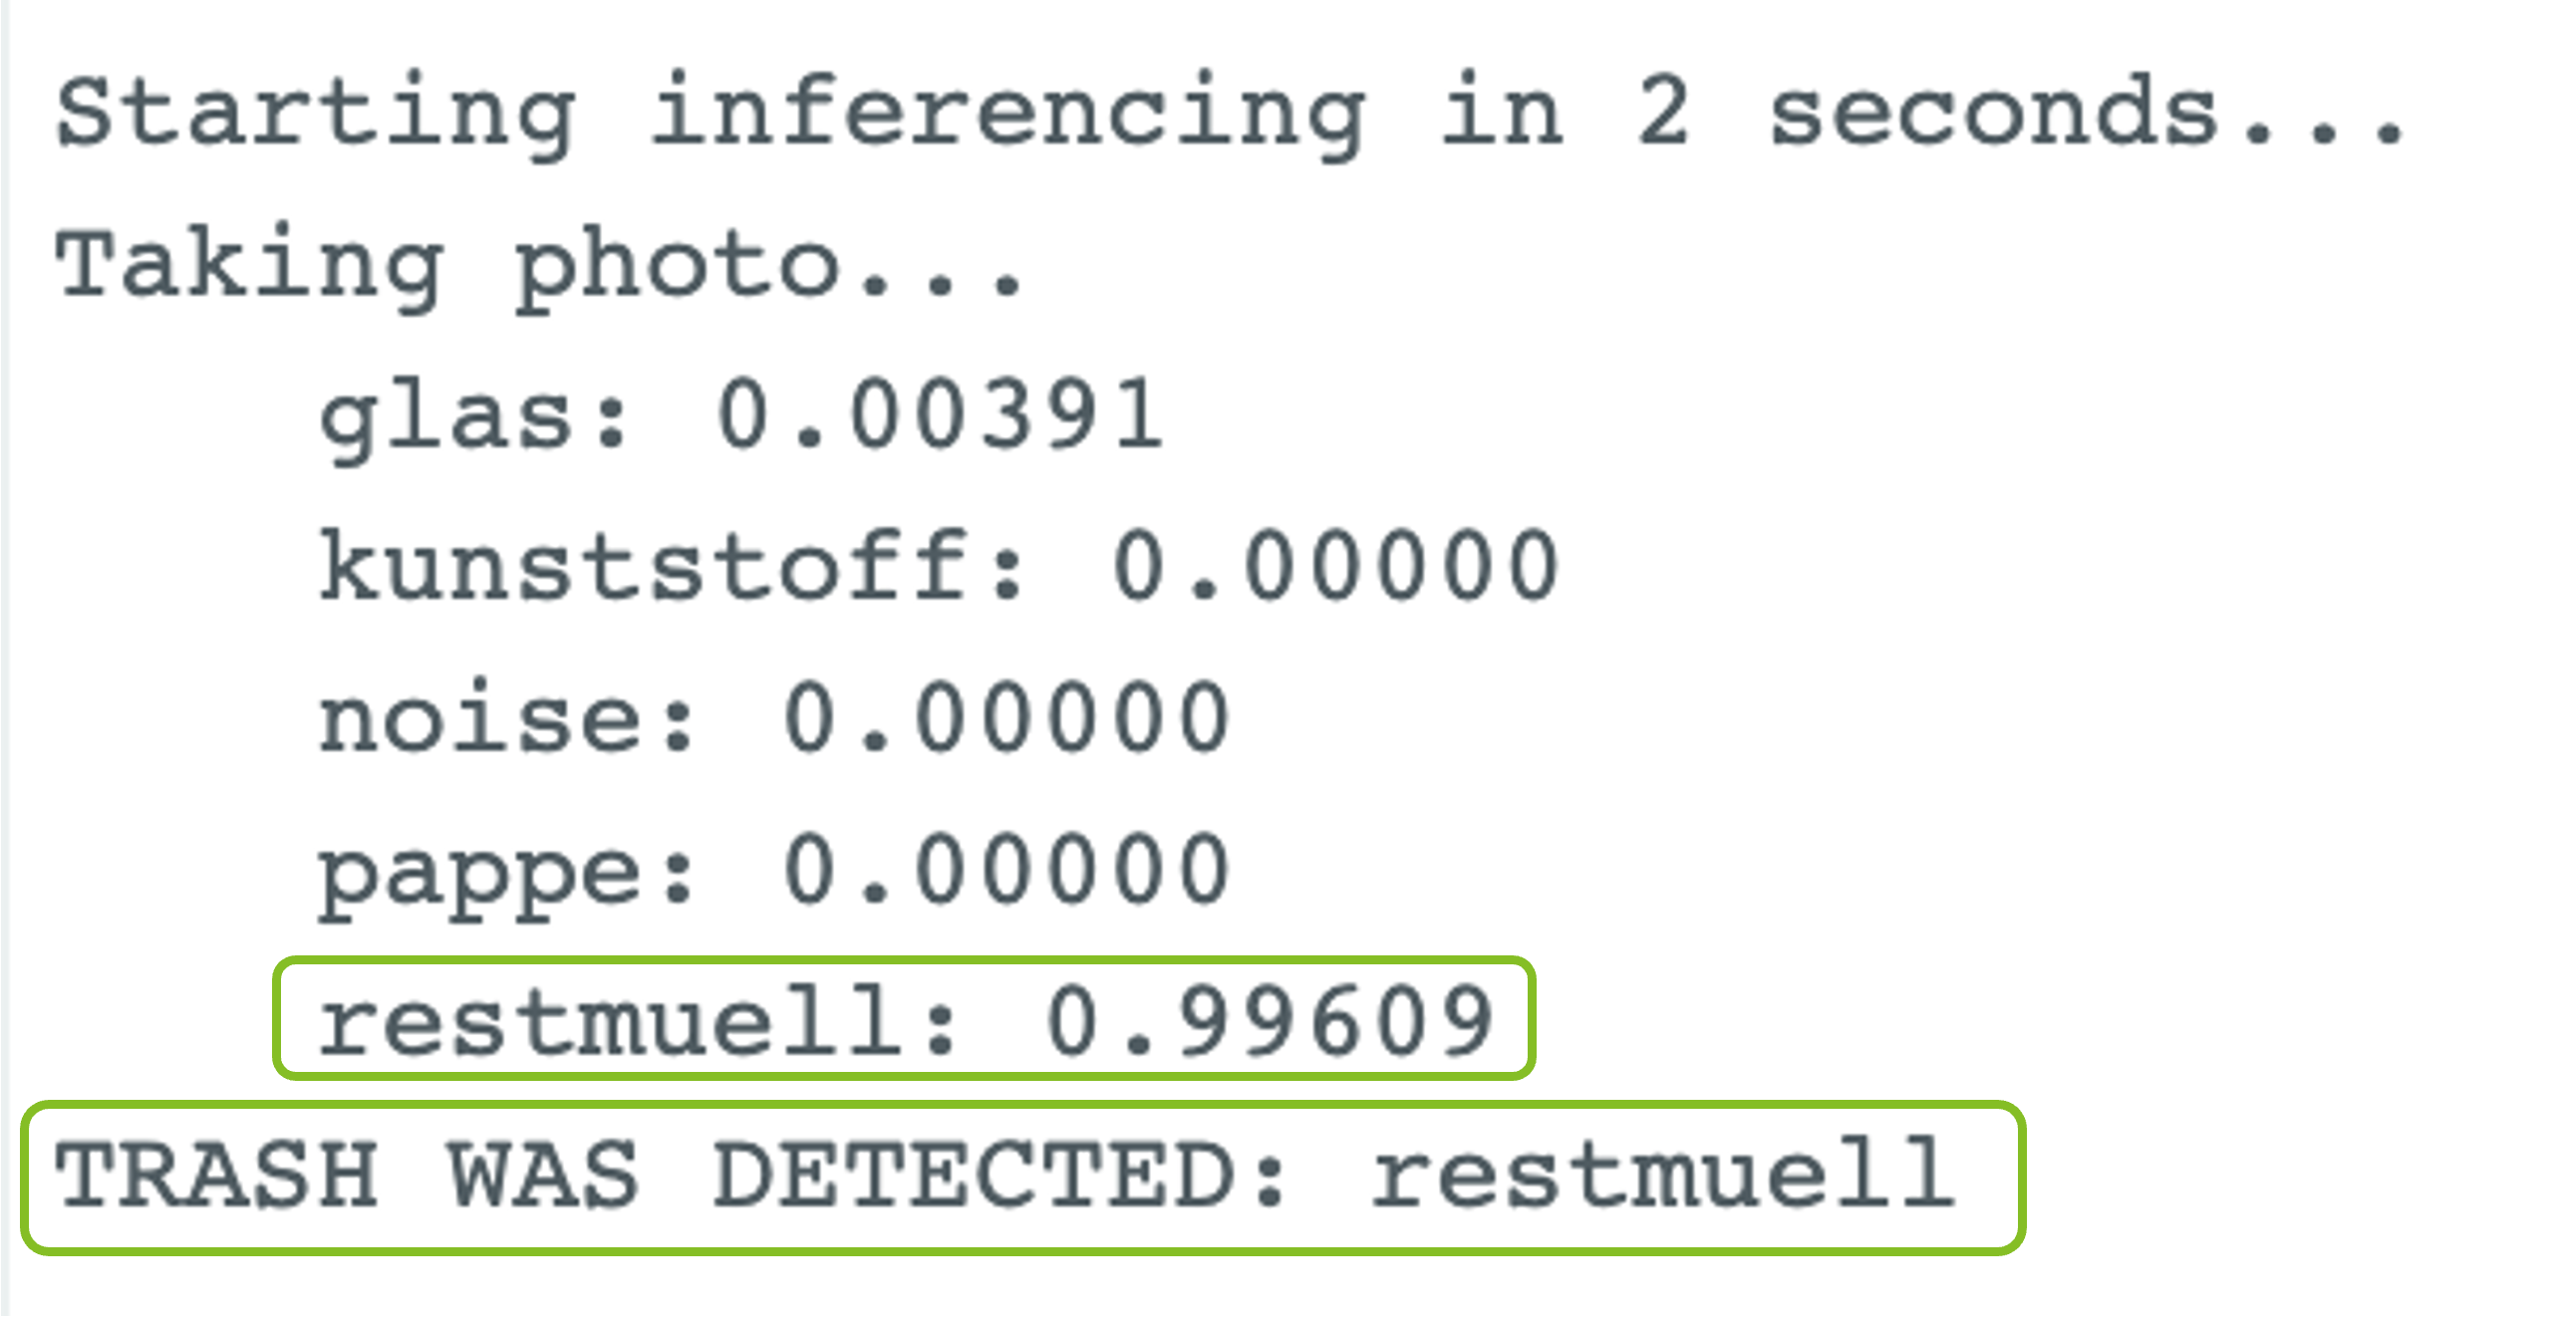 Starting inferencing in 2 seconds...
Taking photo...
glas: 0.00391
kunststoff: 0.00000
noise: 0.00000
pappe: 0.00000
restmuell: 0.99609
TRASH WAS DETECTED: restmuell